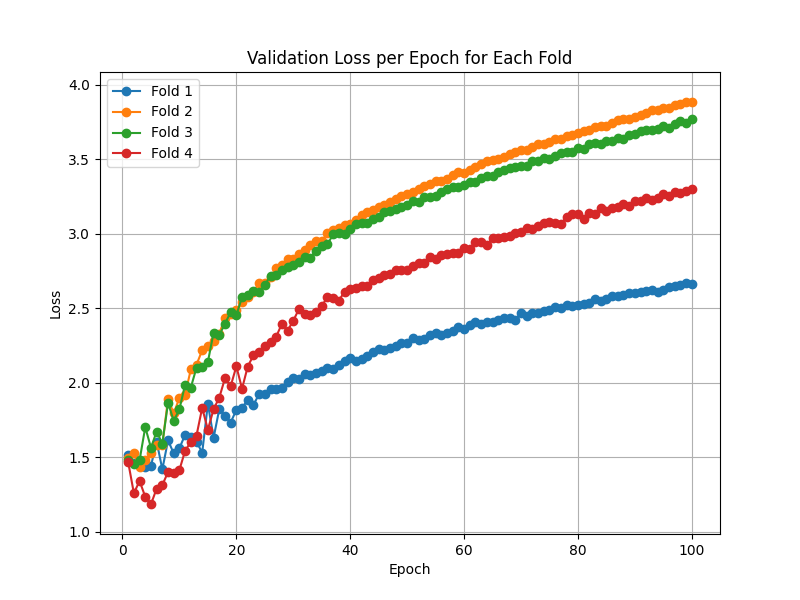 Validation Loss per Epoch for Each Fold
Fold 1
Fold 2
Fold 3
Fold 4
Loss
4.0
3.5
3.0
2.5
2.0
1.5
1.0
0 20 40 60 80 100
Epoch